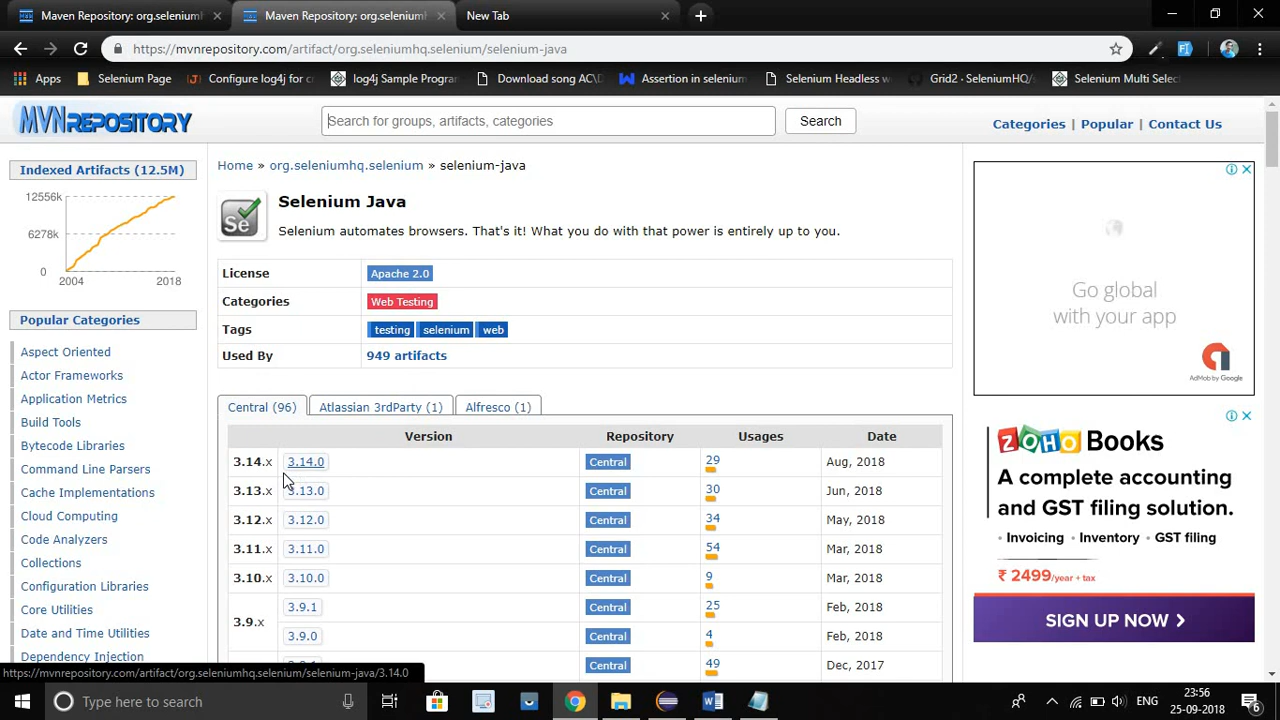 Maven Repository: org.seleniumh
Maven Repository: org.seleniumh
New Tab
https://mvnrepository.com/artifact/org.seleniumhq.selenium/selenium-java
Apps
Selenium Page
Configure log4j for cr
log4j Sample Program
Download song AC\D
Assertion in selenium
Selenium Headless w
Grid2 - SeleniumHQ/s
Selenium Multi Select
MVNREPOSITORY
Search for groups, artifacts, categories
Search
Categories | Popular | Contact Us
Indexed Artifacts (12.5M)
12556k
6278k
0
2004
2018
Popular Categories
Aspect Oriented
Actor Frameworks
Application Metrics
Build Tools
Bytecode Libraries
Command Line Parsers
Cache Implementations
Cloud Computing
Code Analyzers
Collections
Configuration Libraries
Core Utilities
Date and Time Utilities
Dependency Injection
Home » org.seleniumhq.selenium » selenium-java
Se
Selenium Java
Selenium automates browsers. That's it! What you do with that power is entirely up to you.
License Apache 2.0
Categories Web Testing
Tags testing selenium web
Used By 949 artifacts
Central (96) Atlassian 3rdParty (1) Alfresco (1)
Version Repository Usages Date
3.14.x 3.14.0 Central 29 Aug, 2018
3.13.x 3.13.0 Central 30 Jun, 2018
3.12.x 3.12.0 Central 34 May, 2018
3.11.x 3.11.0 Central 54 Mar, 2018
3.10.x 3.10.0 Central 9 Mar, 2018
3.9.x
3.9.1 Central 25 Feb, 2018
3.9.0 Central 4 Feb, 2018
Central 49 Dec, 2017
Go global
with your app
AdMob by Google
ZOHO Books
A complete accounting
and GST filing solution.
• Invoicing • Inventory • GST filing
₹ 2499/year + tax
SIGN UP NOW
https://mvnrepository.com/artifact/org.seleniumhq.selenium/selenium-java/3.14.0
Type here to search
ENG
23:56
25-09-2018
6